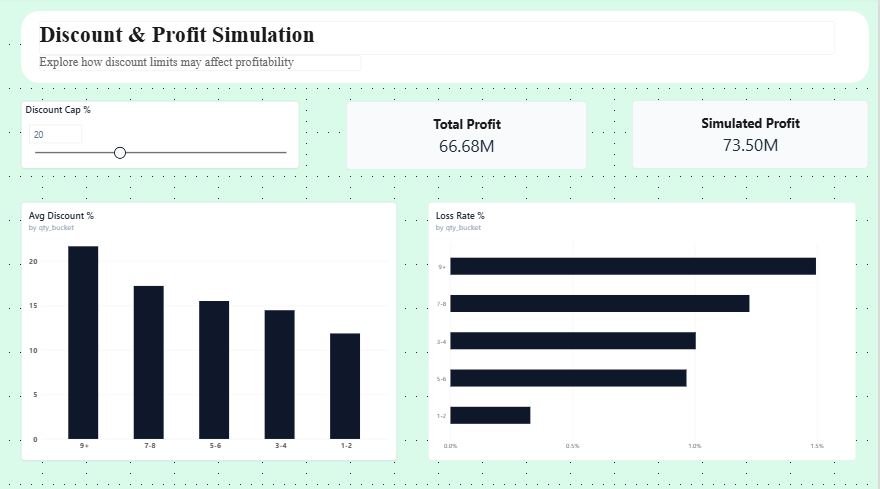 Discount & Profit Simulation
Explore how discount limits may affect profitability
Discount Cap %
20
Total Profit
66.68M
Simulated Profit
73.50M
Avg Discount %
by qty_bucket
20
15
10
5
0
9+ 7-8 5-6 3-4 1-2
Loss Rate %
by qty_bucket
9+
7-8
3-4
5-6
1-2
0.0% 0.5% 1.0% 1.5%